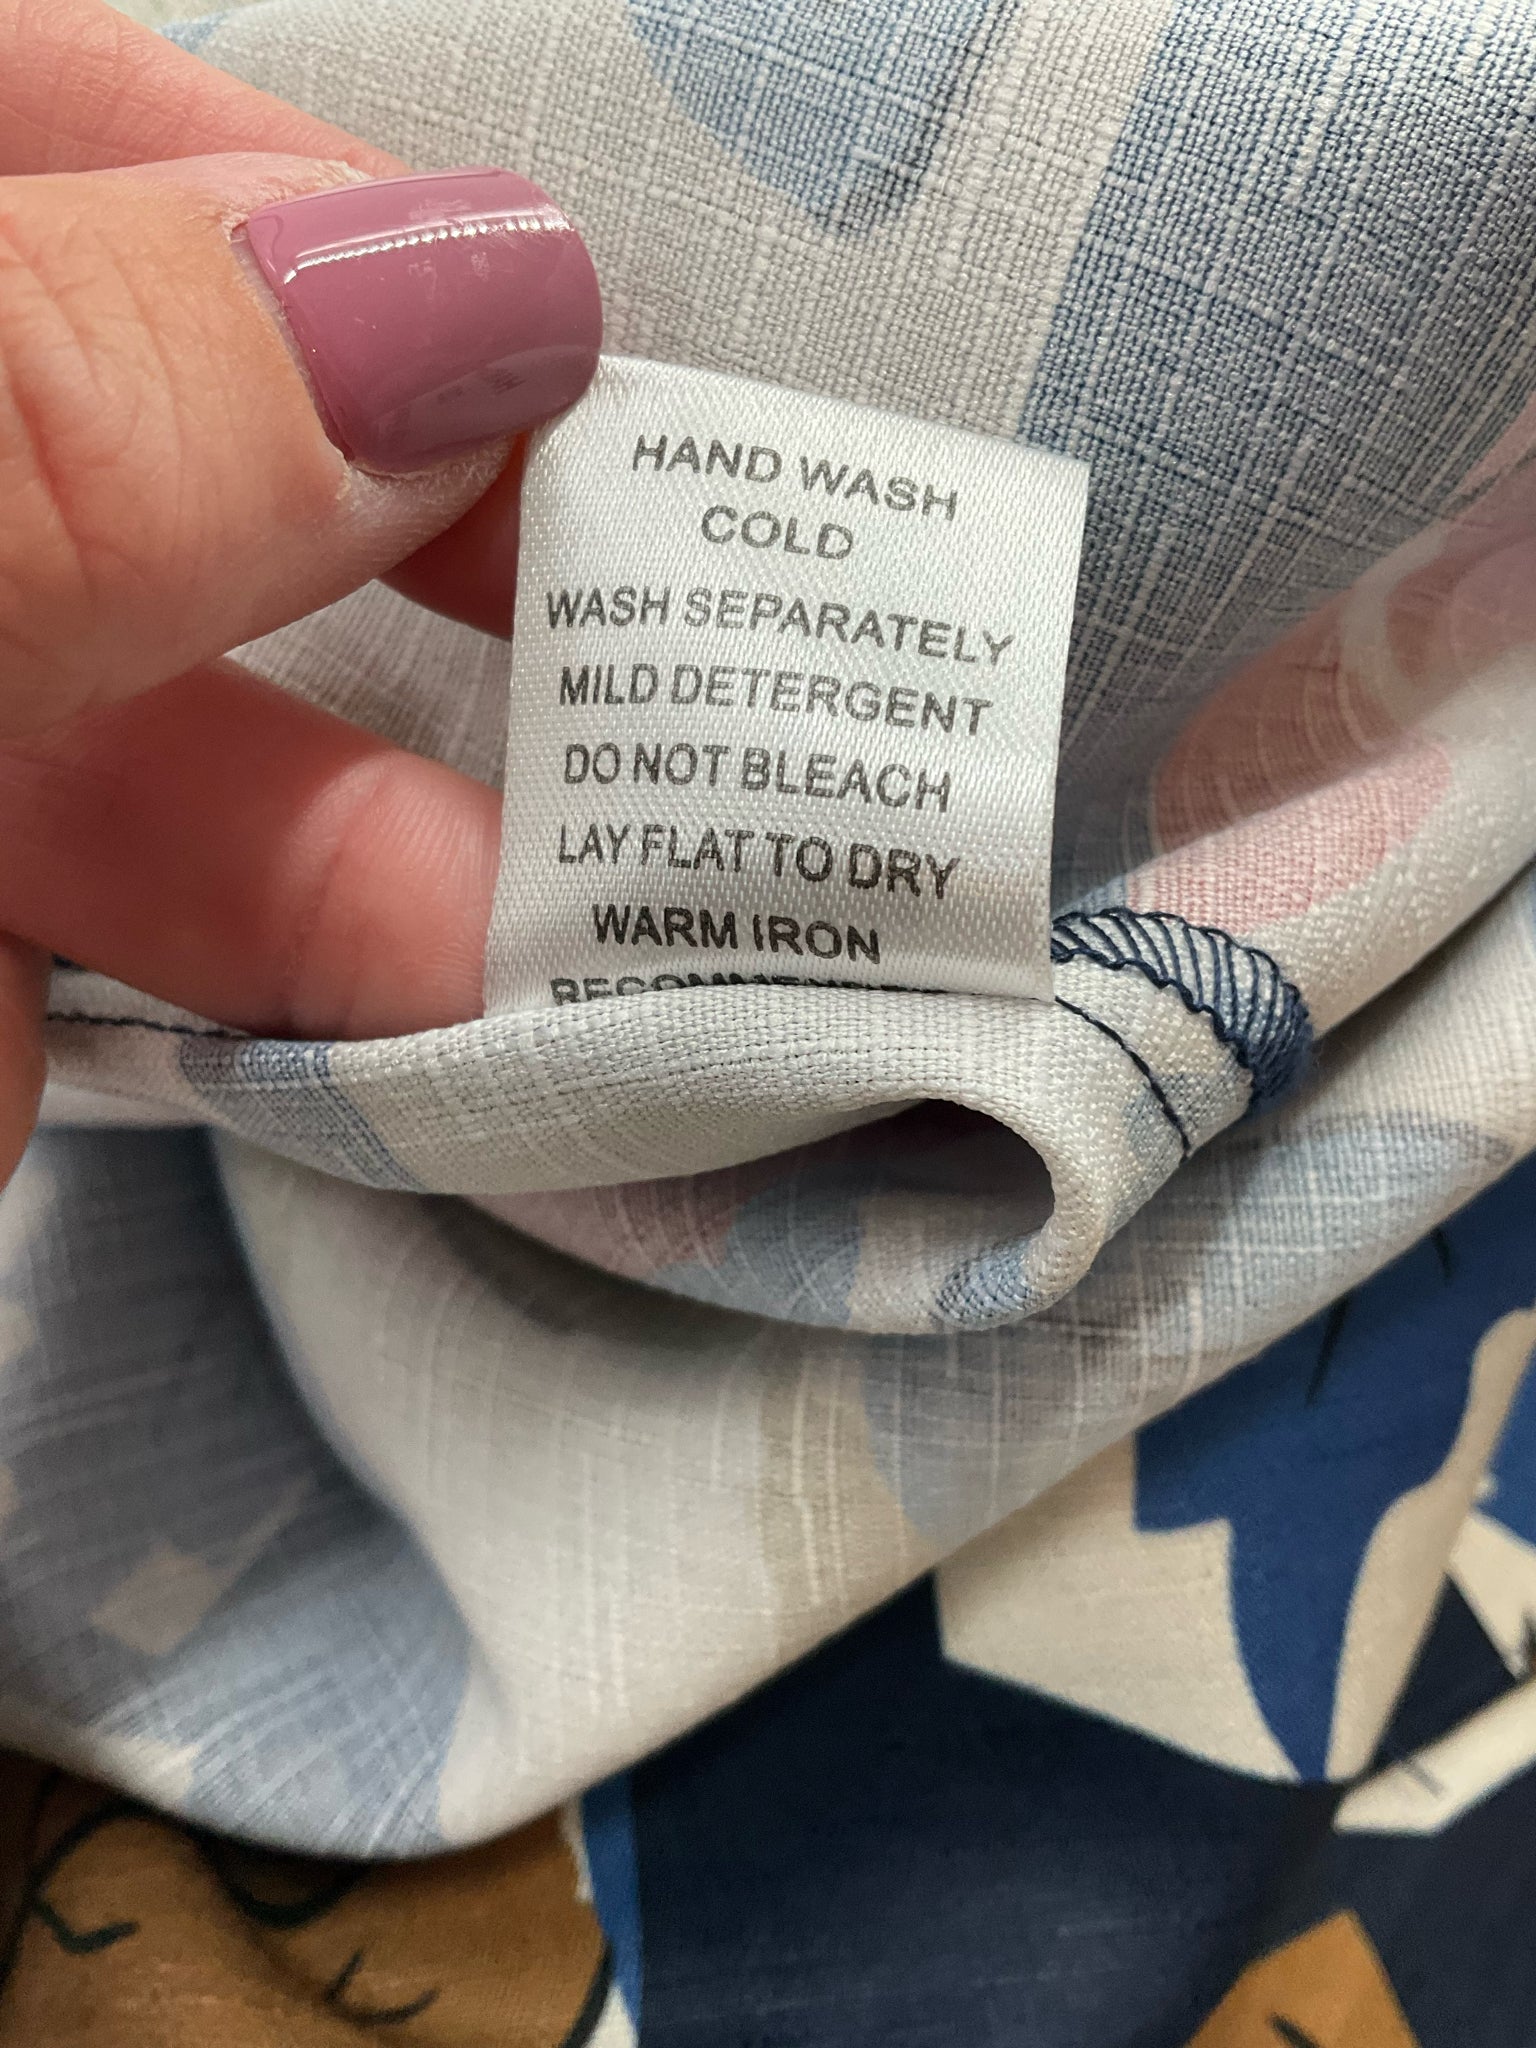 HAND WASH
COLD
WASH SEPARATELY
MILD DETERGENT
DO NOT BLEACH
LAY FLAT TO DRY
WARM IRON